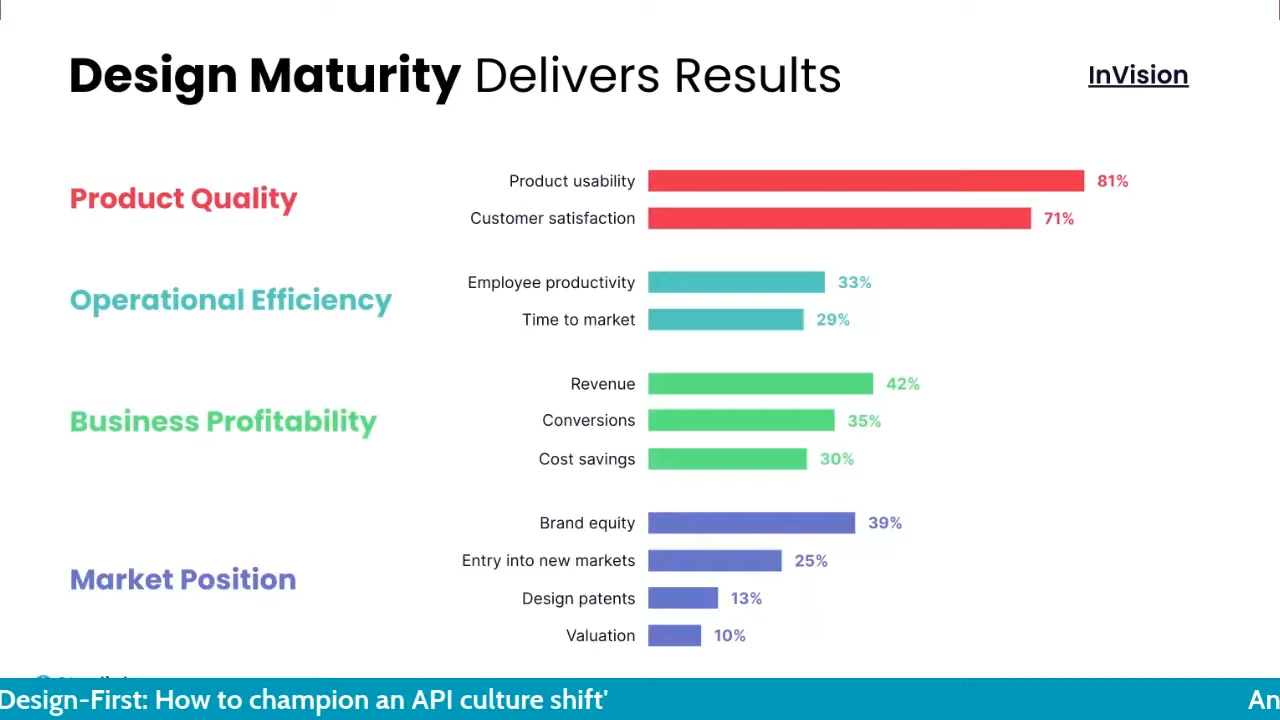 Design Maturity Delivers Results
InVision
Product Quality
Product usability 81%
Customer satisfaction 71%
Operational Efficiency
Employee productivity 33%
Time to market 29%
Business Profitability
Revenue 42%
Conversions 35%
Cost savings 30%
Market Position
Brand equity 39%
Entry into new markets 25%
Design patents 13%
Valuation 10%
Design-First: How to champion an API culture shift'
An